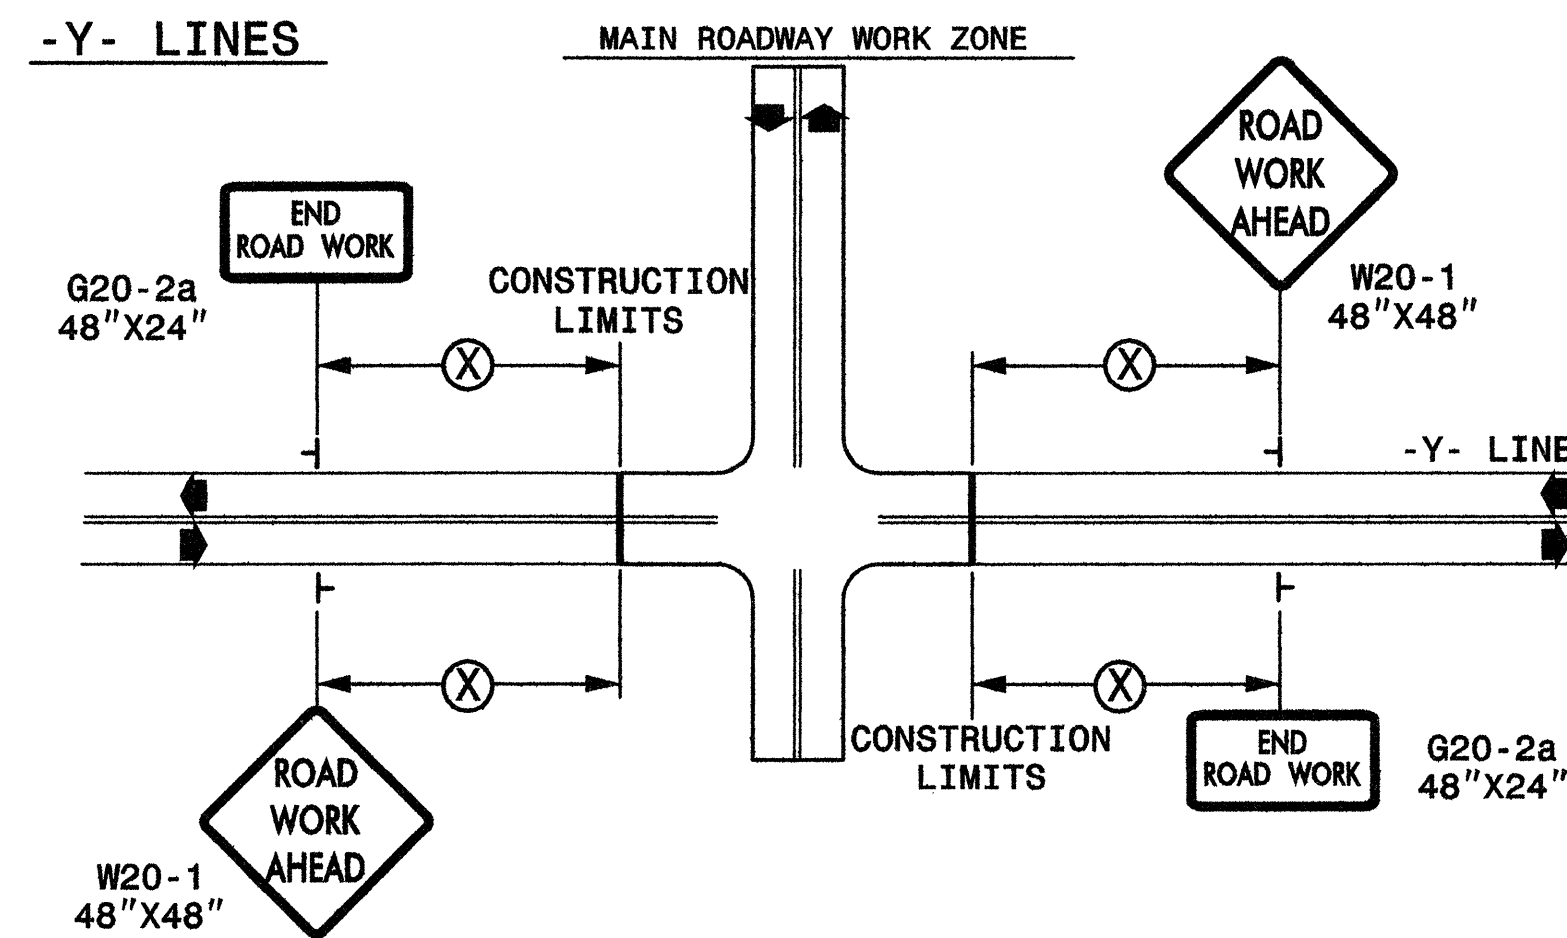 -Y- LINES
MAIN ROADWAY WORK ZONE
ROAD
WORK
AHEAD
W20-1
48"X48"
END
ROAD WORK
G20-2a
48"X24"
CONSTRUCTION
LIMITS
X
X
-Y- LINE
X
X
CONSTRUCTION
LIMITS
END
ROAD WORK
G20-2a
48"X24"
ROAD
WORK
AHEAD
W20-1
48"X48"